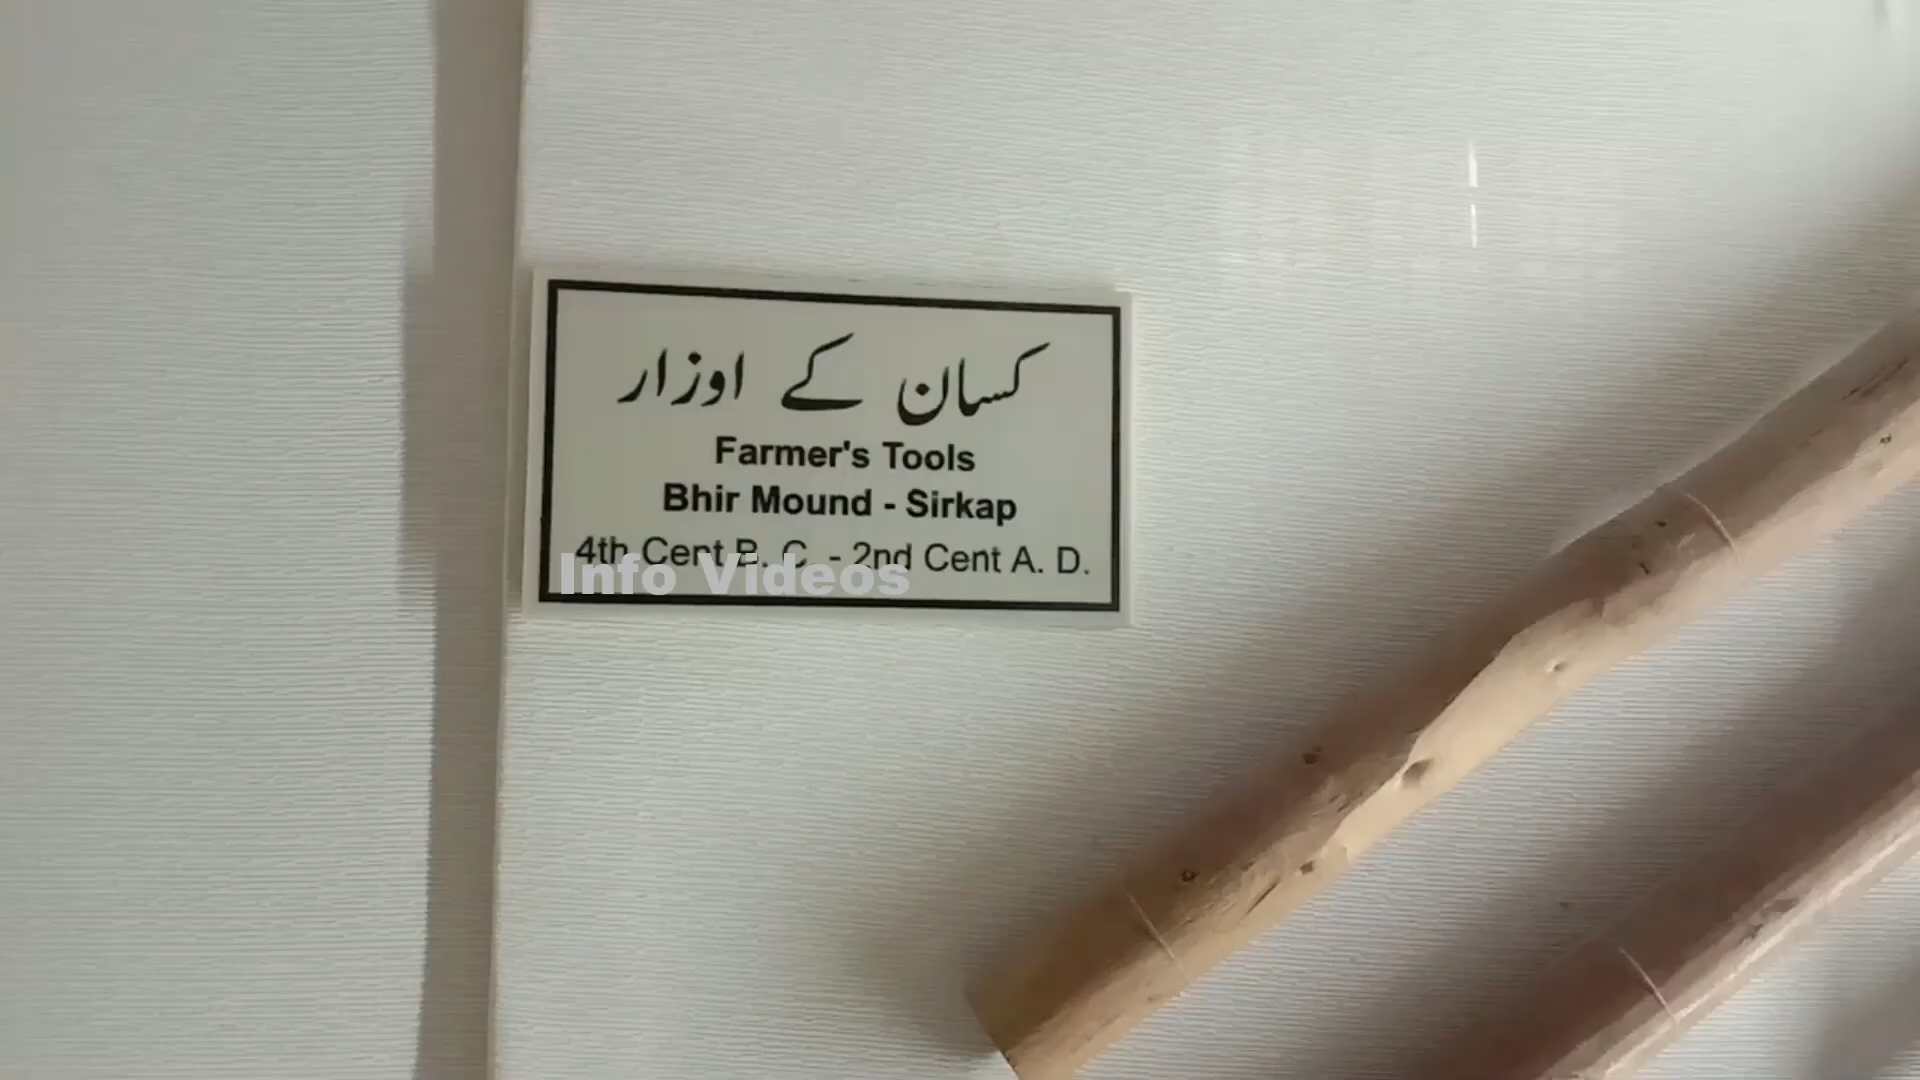 کسان کے اوزار
Farmer's Tools
Bhir Mound - Sirkap
4th Cent B. C - 2nd Cent A. D.
Info Videos